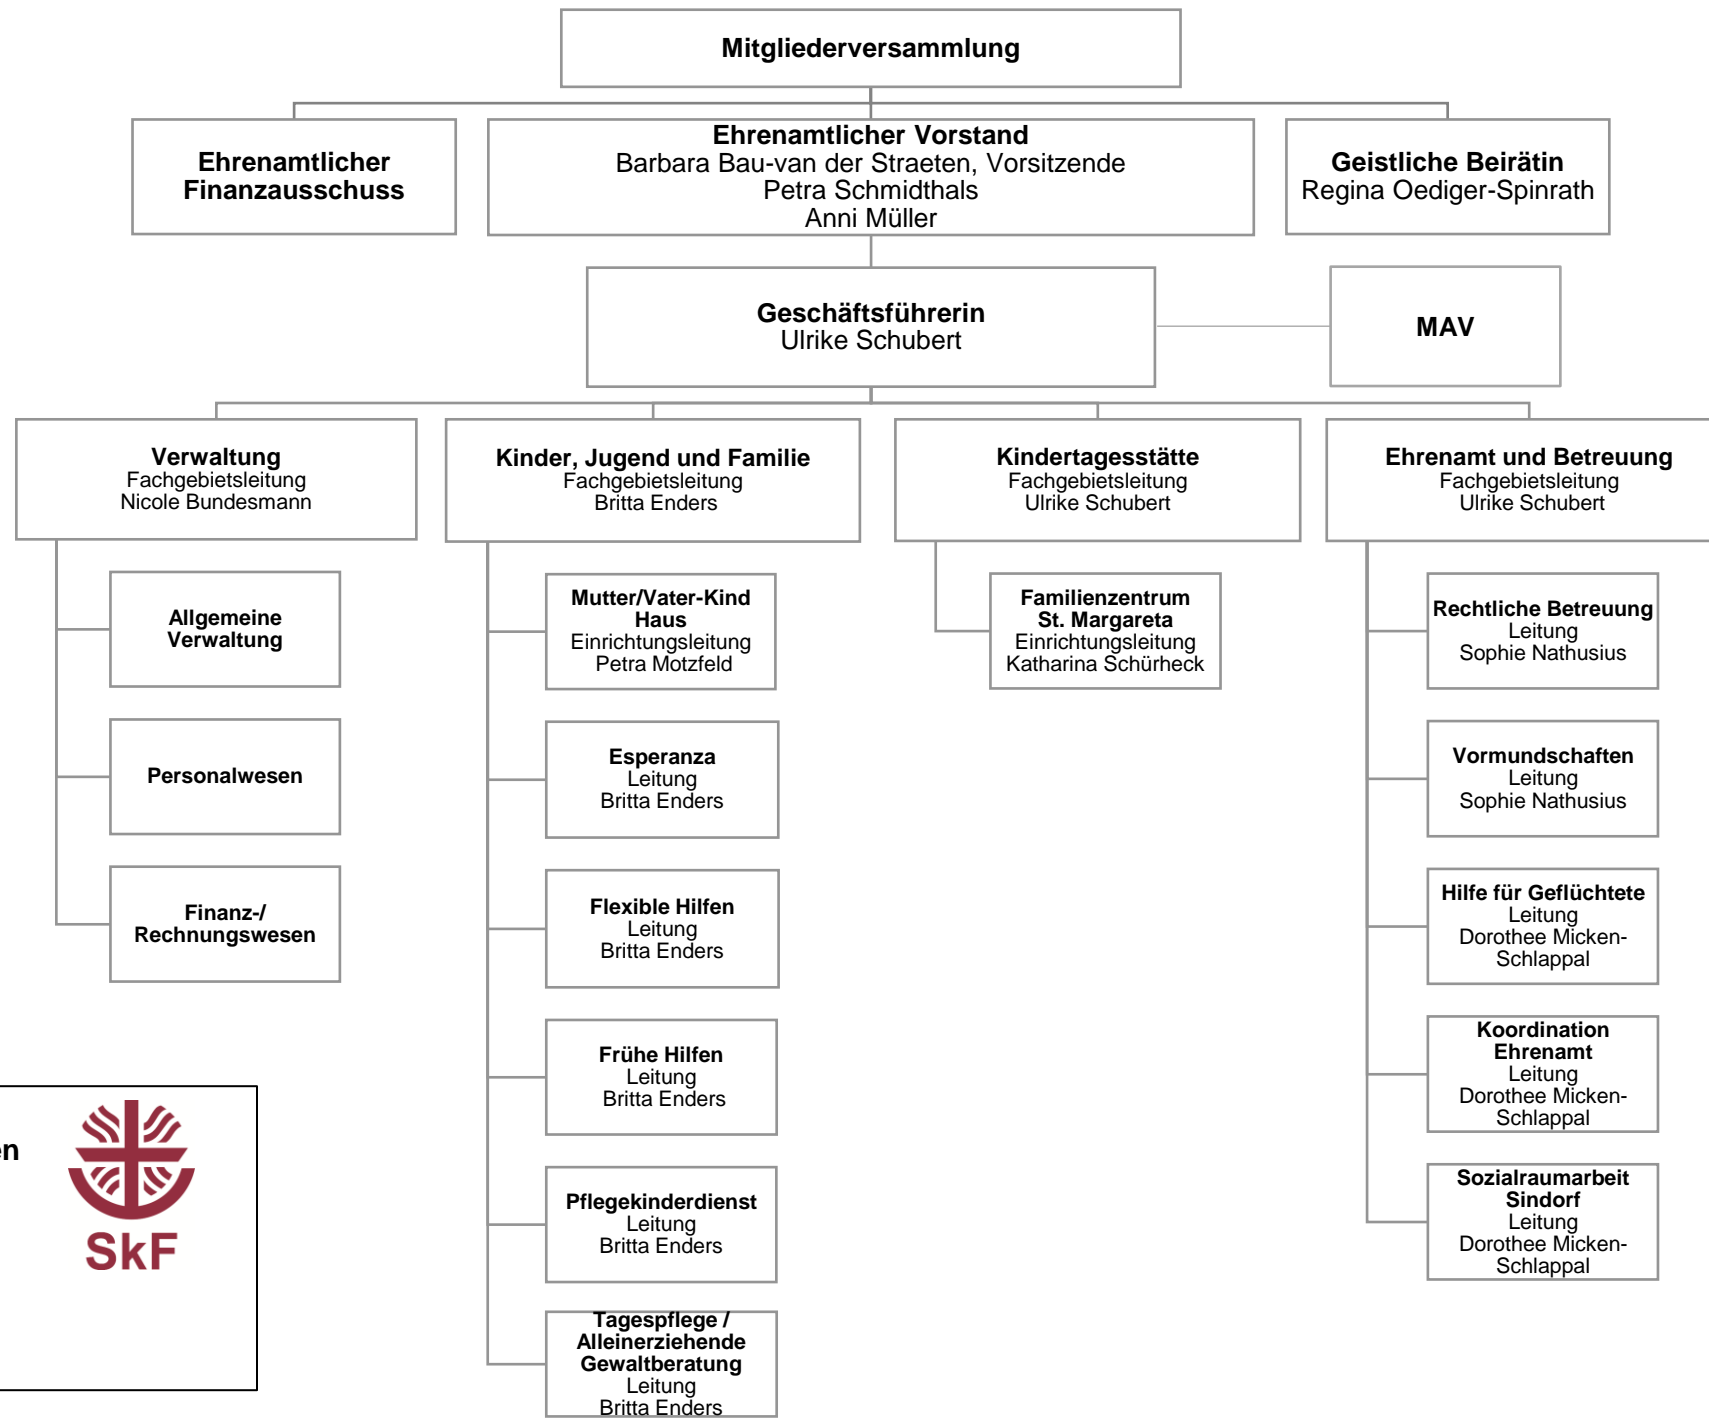 Mitgliederversammlung
Ehrenamtlicher
Finanzausschuss
Ehrenamtlicher Vorstand
Barbara Bau-van der Straeten, Vorsitzende
Petra Schmidthals
Anni Müller
Geistliche Beirätin
Regina Oediger-Spinrath
Geschäftsführerin
Ulrike Schubert
MAV
Verwaltung
Fachgebietsleitung
Nicole Bundesmann
Kinder, Jugend und Familie
Fachgebietsleitung
Britta Enders
Kindertagesstätte
Fachgebietsleitung
Ulrike Schubert
Ehrenamt und Betreuung
Fachgebietsleitung
Ulrike Schubert
Allgemeine
Verwaltung
Personalwesen
Finanz-/
Rechnungswesen
Mutter/Vater-Kind
Haus
Einrichtungsleitung
Petra Motzfeld
Esperanza
Leitung
Britta Enders
Flexible Hilfen
Leitung
Britta Enders
Frühe Hilfen
Leitung
Britta Enders
Pflegekinderdienst
Leitung
Britta Enders
Tagespflege /
Alleinerziehende
Gewaltberatung
Leitung
Britta Enders
Familienzentrum
St. Margareta
Einrichtungsleitung
Katharina Schürheck
Rechtliche Betreuung
Leitung
Sophie Nathusius
Vormundschaften
Leitung
Sophie Nathusius
Hilfe für Geflüchtete
Leitung
Dorothee Micken-
Schlappal
Koordination
Ehrenamt
Leitung
Dorothee Micken-
Schlappal
Sozialraumarbeit
Sindorf
Leitung
Dorothee Micken-
Schlappal
SkF